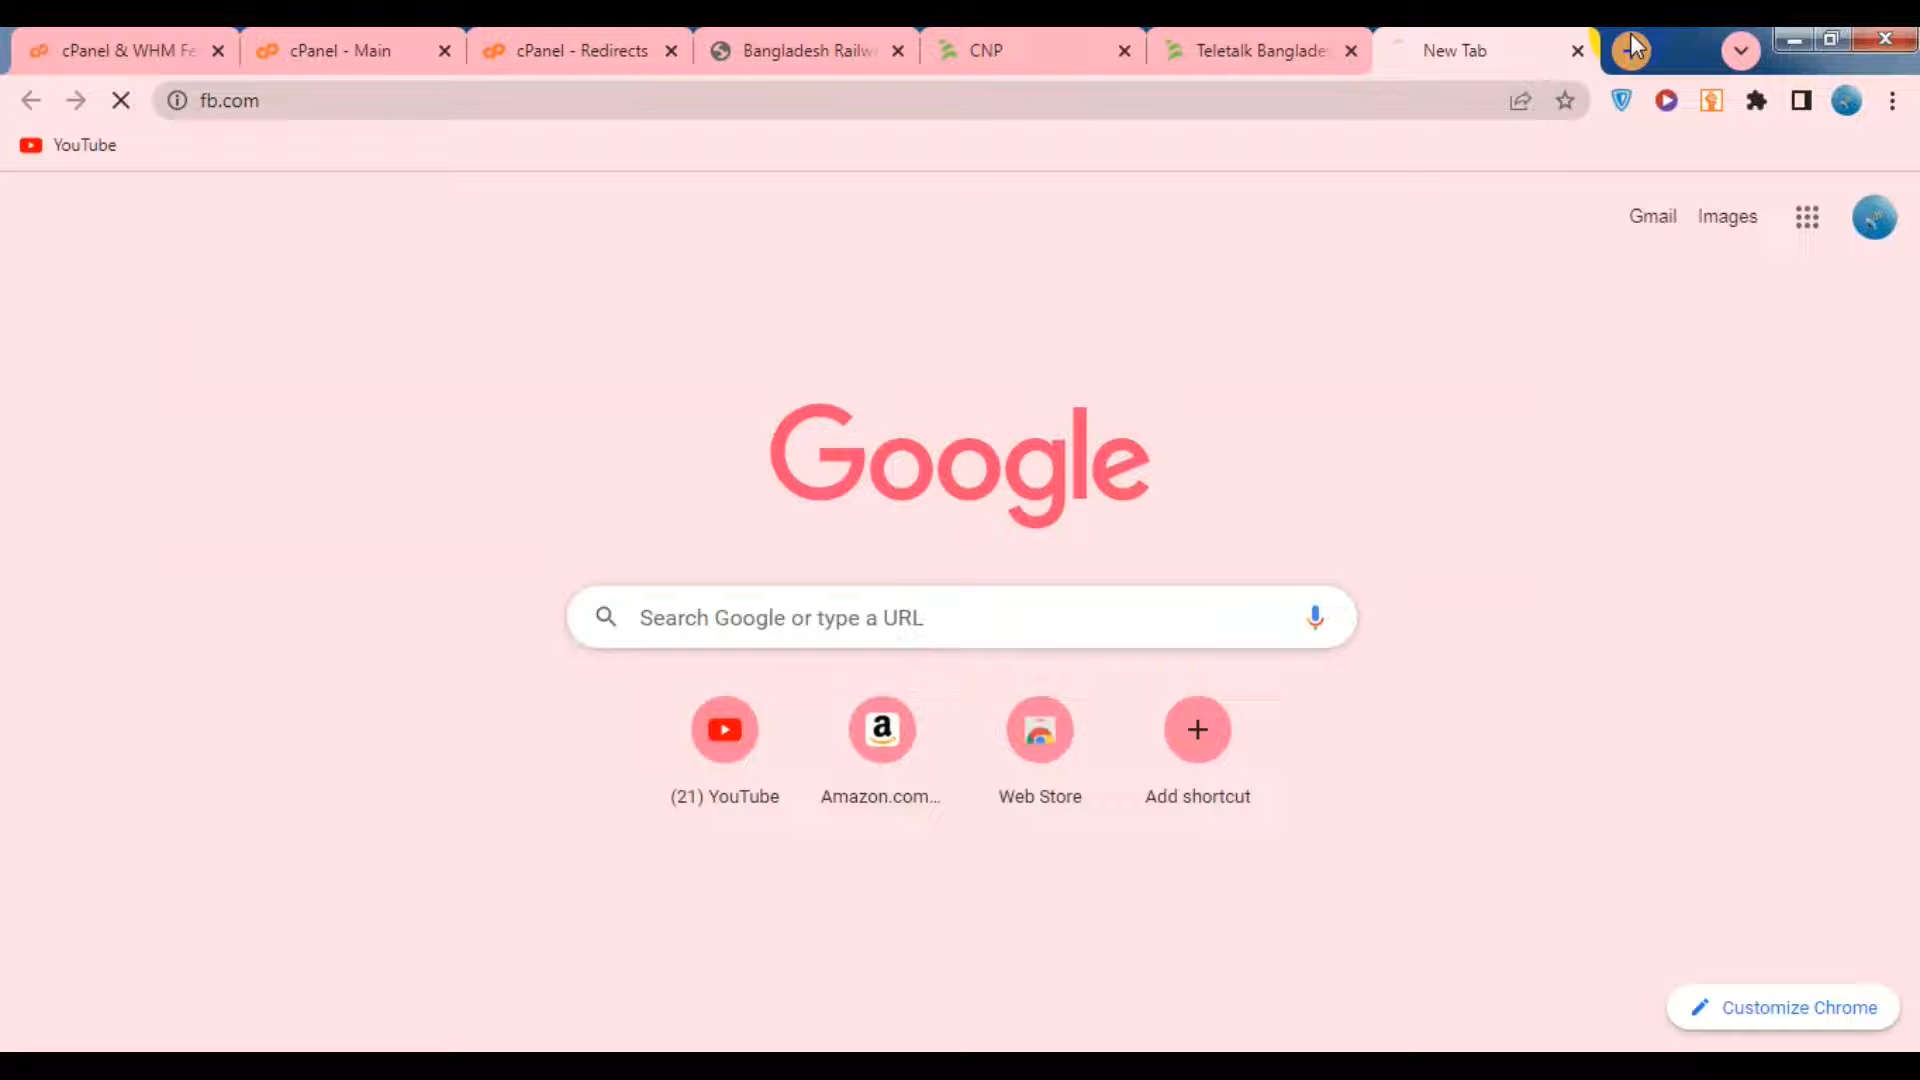 cPanel & WHM Fe
cPanel - Main
cPanel - Redirects
Bangladesh Railw
CNP
Teletalk Banglade
New Tab
fb.com
YouTube
Gmail
Images
Google
Search Google or type a URL
(21) YouTube
Amazon.com...
Web Store
Add shortcut
Customize Chrome